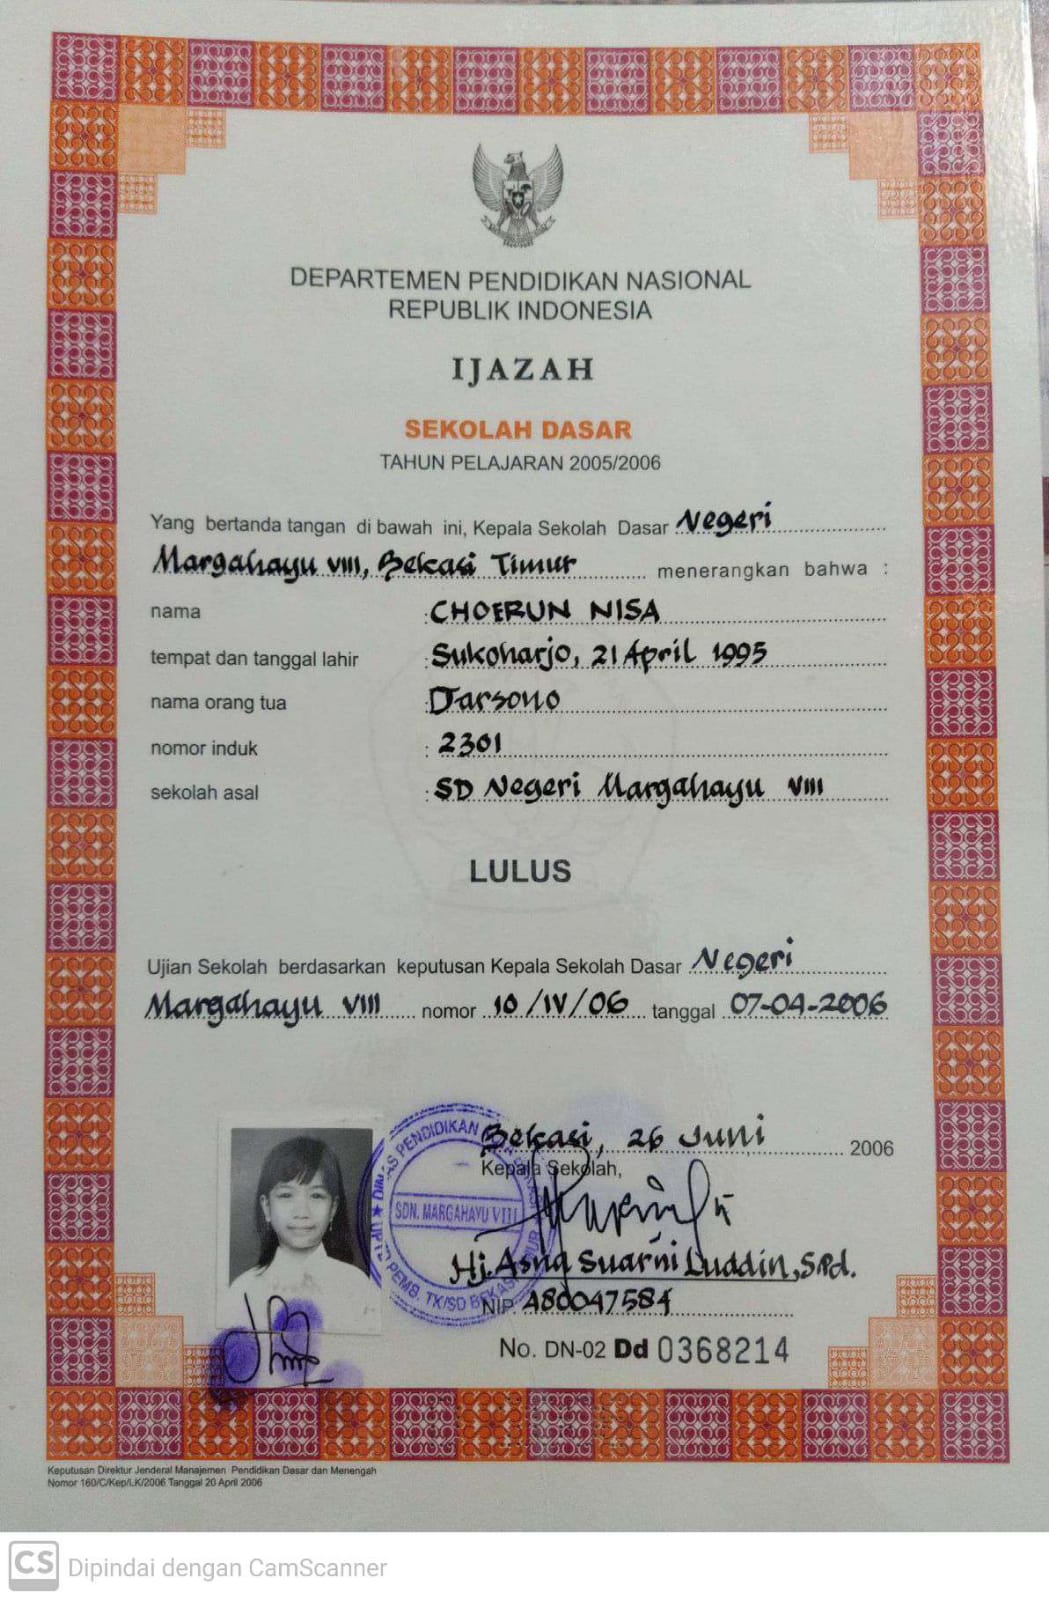 DEPARTEMEN PENDIDIKAN NASIONAL
REPUBLIK INDONESIA
IJAZAH
SEKOLAH DASAR
TAHUN PELAJARAN 2005/2006
Yang bertanda tangan di bawah ini, Kepala Sekolah Dasar Negeri
Margahayu VIII, Bekasi Timur menerangkan bahwa :
nama : CHOERUN NISA
tempat dan tanggal lahir : Sukoharjo, 21 April 1995
nama orang tua : Darsono
nomor induk : 2301
sekolah asal : SD Negeri Margahayu VIII
LULUS
Ujian Sekolah berdasarkan keputusan Kepala Sekolah Dasar Negeri
Margahayu VIII nomor 10/IV/06 tanggal 07-04-2006
Bekasi, 26 Juni 2006
Kepala Sekolah,
DINAS PENDIDIKAN
SDN. MARGAHAYU VIII
PEMB. TK/SD BEKASI TIMUR
Hj. Asna Suarni Luddin, S.Pd.
NIP. 480047584
No. DN-02 Dd 0368214
Keputusan Direktur Jenderal Manajemen Pendidikan Dasar dan Menengah
Nomor 160/C/Kep/LK/2006 Tanggal 20 April 2006
CS Dipindai dengan CamScanner